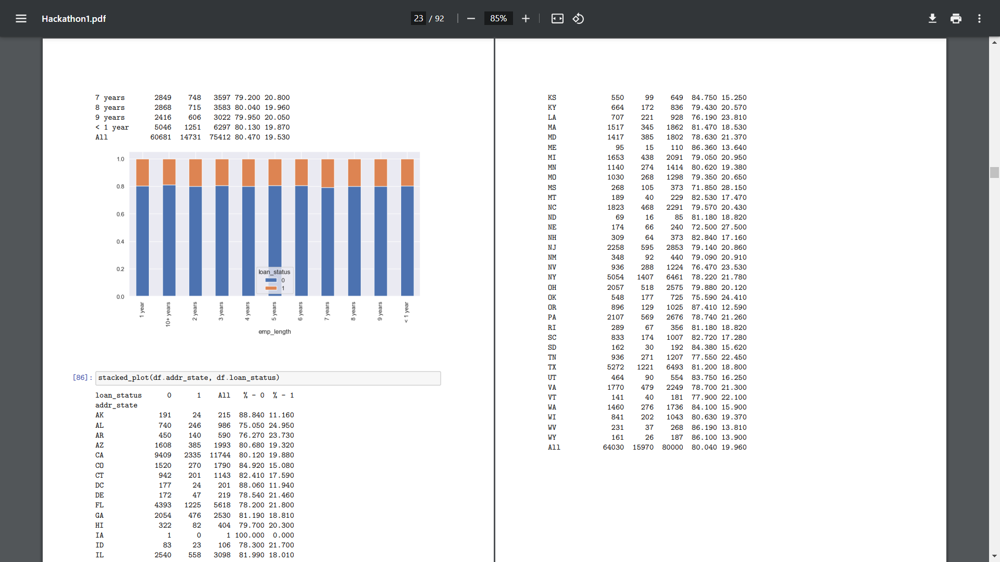 Hackathon1.pdf
23 / 92
85%
7 years 2849 748 3597 79.200 20.800
8 years 2868 715 3583 80.040 19.960
9 years 2416 606 3022 79.950 20.050
< 1 year 5046 1251 6297 80.130 19.870
All 60681 14731 75412 80.470 19.530
1.0
0.8
0.6
0.4
0.2
0.0
loan_status
0
1
1 year
10+ years
2 years
3 years
4 years
5 years
6 years
7 years
8 years
9 years
< 1 year
emp_length
[86]: stacked_plot(df.addr_state, df.loan_status)
loan_status 0 1 All % - 0 % - 1
addr_state
AK 191 24 215 88.840 11.160
AL 740 246 986 75.050 24.950
AR 450 140 590 76.270 23.730
AZ 1608 385 1993 80.680 19.320
CA 9409 2335 11744 80.120 19.880
CO 1520 270 1790 84.920 15.080
CT 942 201 1143 82.410 17.590
DC 177 24 201 88.060 11.940
DE 172 47 219 78.540 21.460
FL 4393 1225 5618 78.200 21.800
GA 2054 476 2530 81.190 18.810
HI 322 82 404 79.700 20.300
IA 1 0 1 100.000 0.000
ID 83 23 106 78.300 21.700
IL 2540 558 3098 81.990 18.010
KS 550 99 649 84.750 15.250
KY 664 172 836 79.430 20.570
LA 707 221 928 76.190 23.810
MA 1517 345 1862 81.470 18.530
MD 1417 385 1802 78.630 21.370
ME 95 15 110 86.360 13.640
MI 1653 438 2091 79.050 20.950
MN 1140 274 1414 80.620 19.380
MO 1030 268 1298 79.350 20.650
MS 268 105 373 71.850 28.150
MT 189 40 229 82.530 17.470
NC 1823 468 2291 79.570 20.430
ND 69 16 85 81.180 18.820
NE 174 66 240 72.500 27.500
NH 309 64 373 82.840 17.160
NJ 2258 595 2853 79.140 20.860
NM 348 92 440 79.090 20.910
NV 936 288 1224 76.470 23.530
NY 5054 1407 6461 78.220 21.780
OH 2057 518 2575 79.880 20.120
OK 548 177 725 75.590 24.410
OR 896 129 1025 87.410 12.590
PA 2107 569 2676 78.740 21.260
RI 289 67 356 81.180 18.820
SC 833 174 1007 82.720 17.280
SD 162 30 192 84.380 15.620
TN 936 271 1207 77.550 22.450
TX 5272 1221 6493 81.200 18.800
UT 464 90 554 83.750 16.250
VA 1770 479 2249 78.700 21.300
VT 141 40 181 77.900 22.100
WA 1460 276 1736 84.100 15.900
WI 841 202 1043 80.630 19.370
WV 231 37 268 86.190 13.810
WY 161 26 187 86.100 13.900
All 64030 15970 80000 80.040 19.960